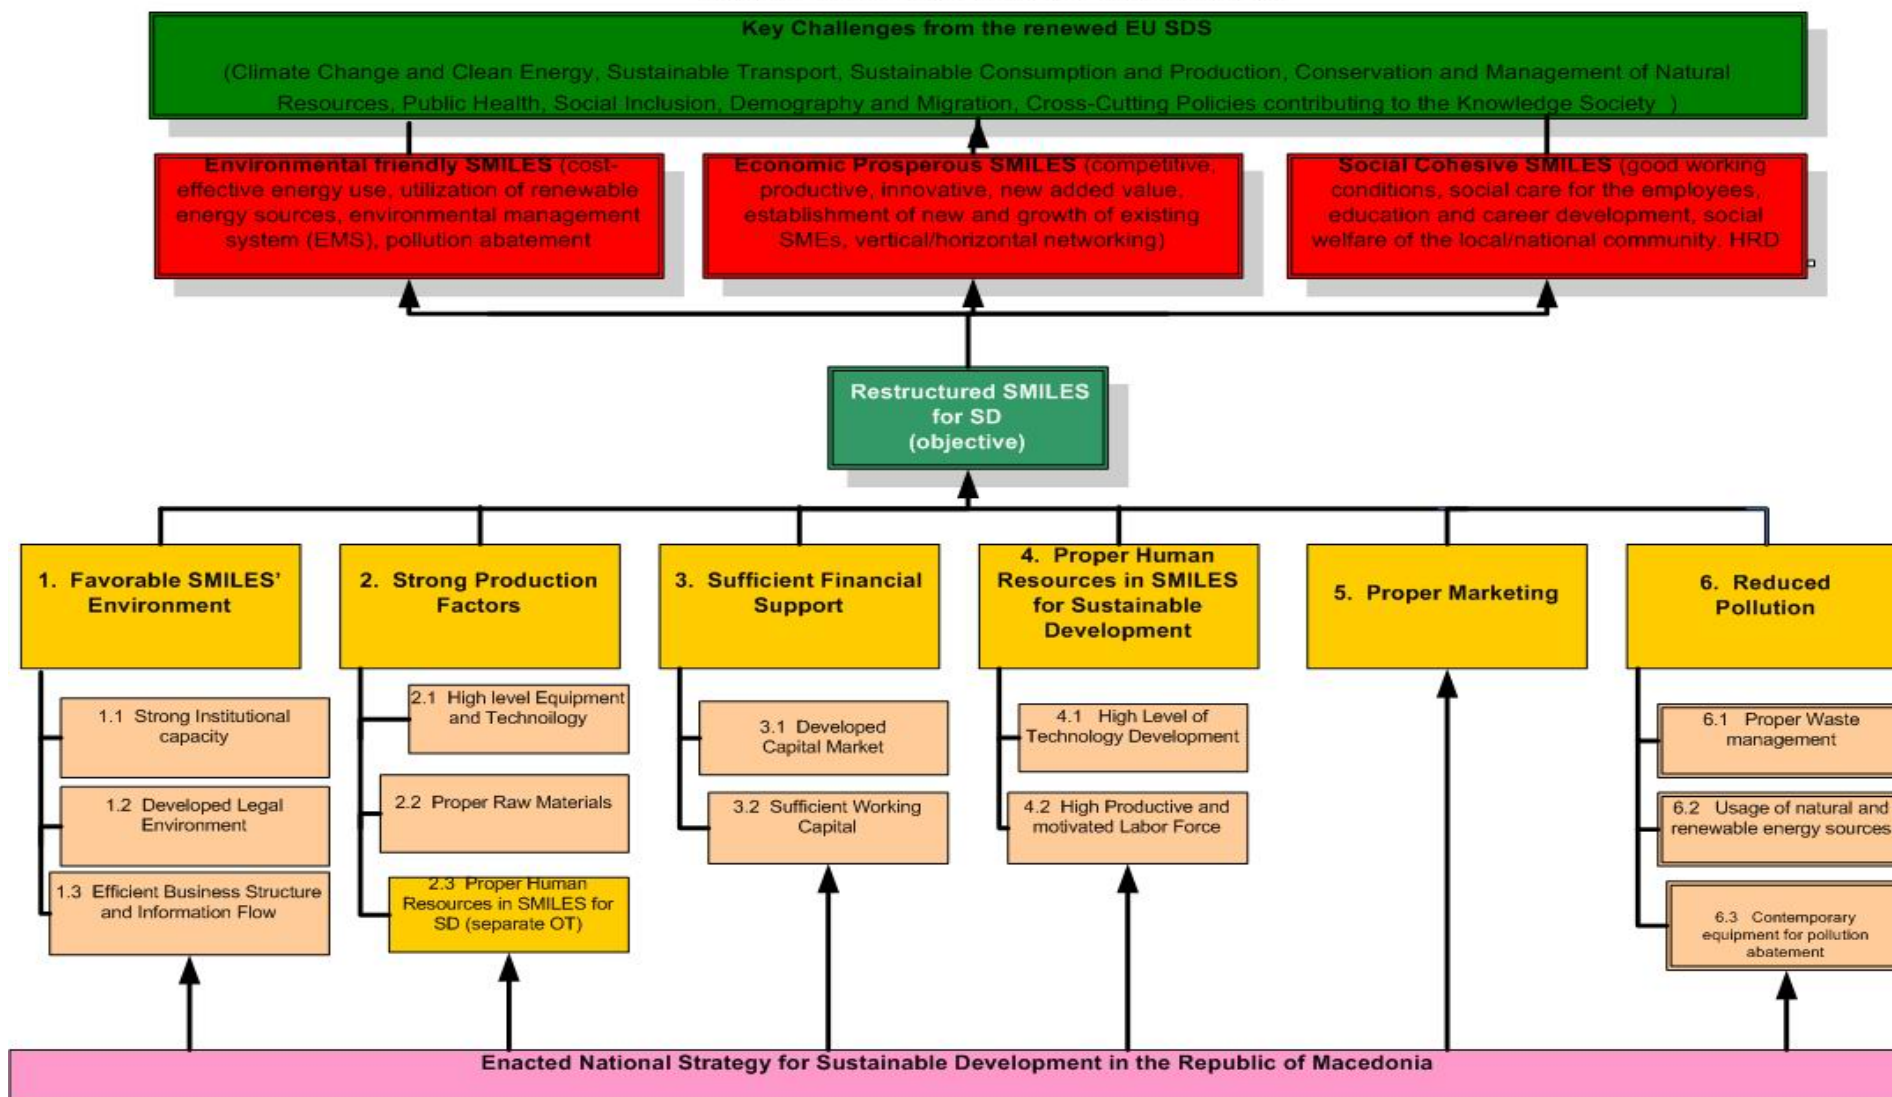 Key Challenges from the renewed EU SDS
(Climate Change and Clean Energy, Sustainable Transport, Sustainable Consumption and Production, Conservation and Management of Natural
Resources, Public Health, Social Inclusion, Demography and Migration, Cross-Cutting Policies contributing to the Knowledge Society )
Environmental friendly SMILES (cost-
effective energy use, utilization of renewable
energy sources, environmental management
system (EMS), pollution abatement
Economic Prosperous SMILES (competitive,
productive, innovative, new added value,
establishment of new and growth of existing
SMEs, vertical/horizontal networking)
Social Cohesive SMILES (good working
conditions, social care for the employees,
education and career development, social
welfare of the local/national community. HRD
Restructured SMILES
for SD
(objective)
1. Favorable SMILES'
Environment
2. Strong Production
Factors
3. Sufficient Financial
Support
4. Proper Human
Resources in SMILES
for Sustainable
Development
5. Proper Marketing
6. Reduced
Pollution
1.1 Strong Institutional
capacity
1.2 Developed Legal
Environment
1.3 Efficient Business Structure
and Information Flow
2.1 High level Equipment
and Technoilogy
2.2 Proper Raw Materials
2.3 Proper Human
Resources in SMILES for
SD (separate OT)
3.1 Developed
Capital Market
3.2 Sufficient Working
Capital
4.1 High Level of
Technology Development
4.2 High Productive and
motivated Labor Force
6.1 Proper Waste
management
6.2 Usage of natural and
renewable energy sources
6.3 Contemporary
equipment for pollution
abatement
Enacted National Strategy for Sustainable Development in the Republic of Macedonia